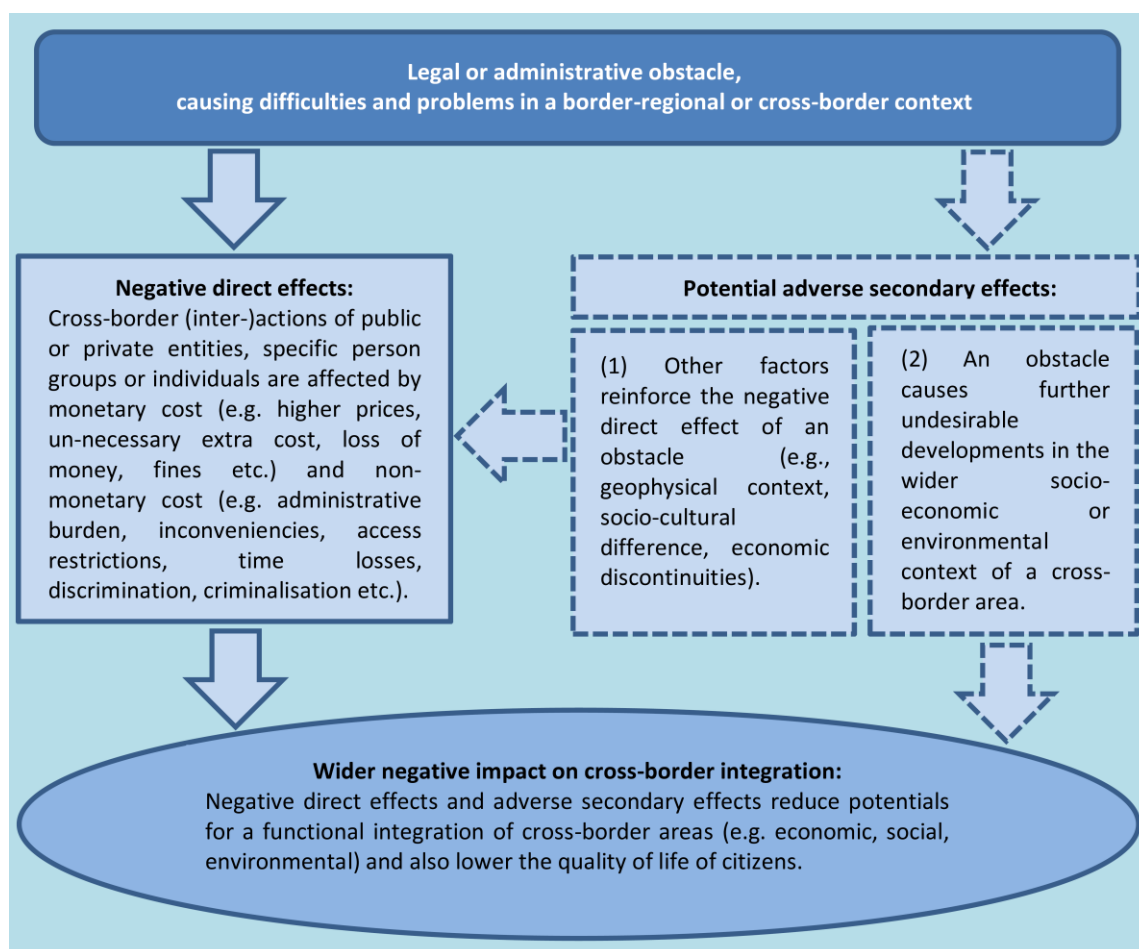 Legal or administrative obstacle,
causing difficulties and problems in a border-regional or cross-border context
Negative direct effects:
Cross-border (inter-)actions of public
or private entities, specific person
groups or individuals are affected by
monetary cost (e.g. higher prices,
un-necessary extra cost, loss of
money, fines etc.) and non-
monetary cost (e.g. administrative
burden, inconveniencies, access
restrictions, time losses,
discrimination, criminalisation etc.).
Potential adverse secondary effects:
(1) Other factors
reinforce the negative
direct effect of an
obstacle (e.g.,
geophysical context,
socio-cultural
difference, economic
discontinuities).
(2) An obstacle
causes further
undesirable
developments in the
wider socio-
economic or
environmental
context of a cross-
border area.
Wider negative impact on cross-border integration:
Negative direct effects and adverse secondary effects reduce potentials
for a functional integration of cross-border areas (e.g. economic, social,
environmental) and also lower the quality of life of citizens.